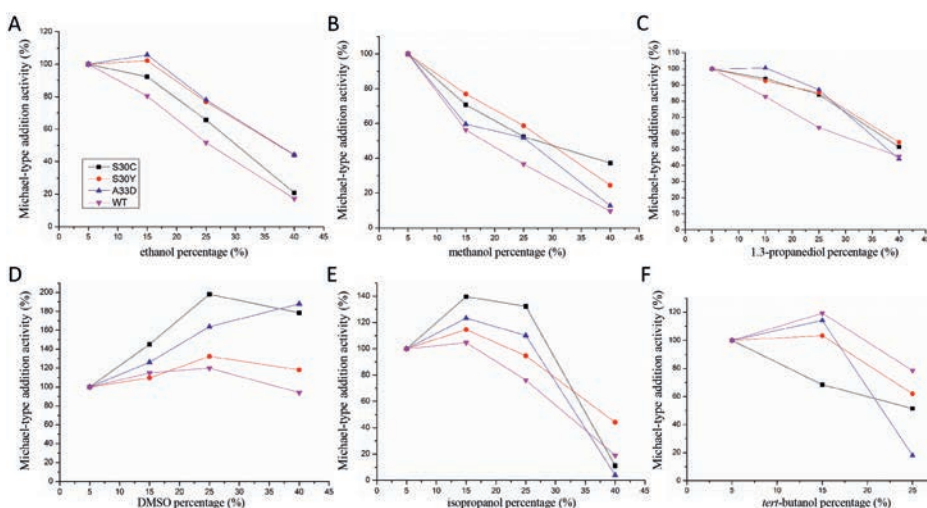 A
Michael-type addition activity (%)
120
100
80
60
40
20
0
S30C
S30Y
A33D
WT
0 5 10 15 20 25 30 35 40 45
ethanol percentage (%)
B
Michael-type addition activity (%)
100
80
60
40
20
0
0 5 10 15 20 25 30 35 40 45
methanol percentage (%)
C
Michael-type addition activity (%)
110
100
90
80
70
60
50
40
30
20
10
0
0 5 10 15 20 25 30 35 40 45
1.3-propanediol percentage (%)
D
Michael-type addition activity (%)
200
180
160
140
120
100
80
60
40
20
0
0 5 10 15 20 25 30 35 40 45
DMSO percentage (%)
E
Michael-type addition activity (%)
140
120
100
80
60
40
20
0
0 5 10 15 20 25 30 35 40 45
isopropanol percentage (%)
F
Michael-type addition activity (%)
120
100
80
60
40
20
0
0 5 10 15 20 25
tert-butanol percentage (%)